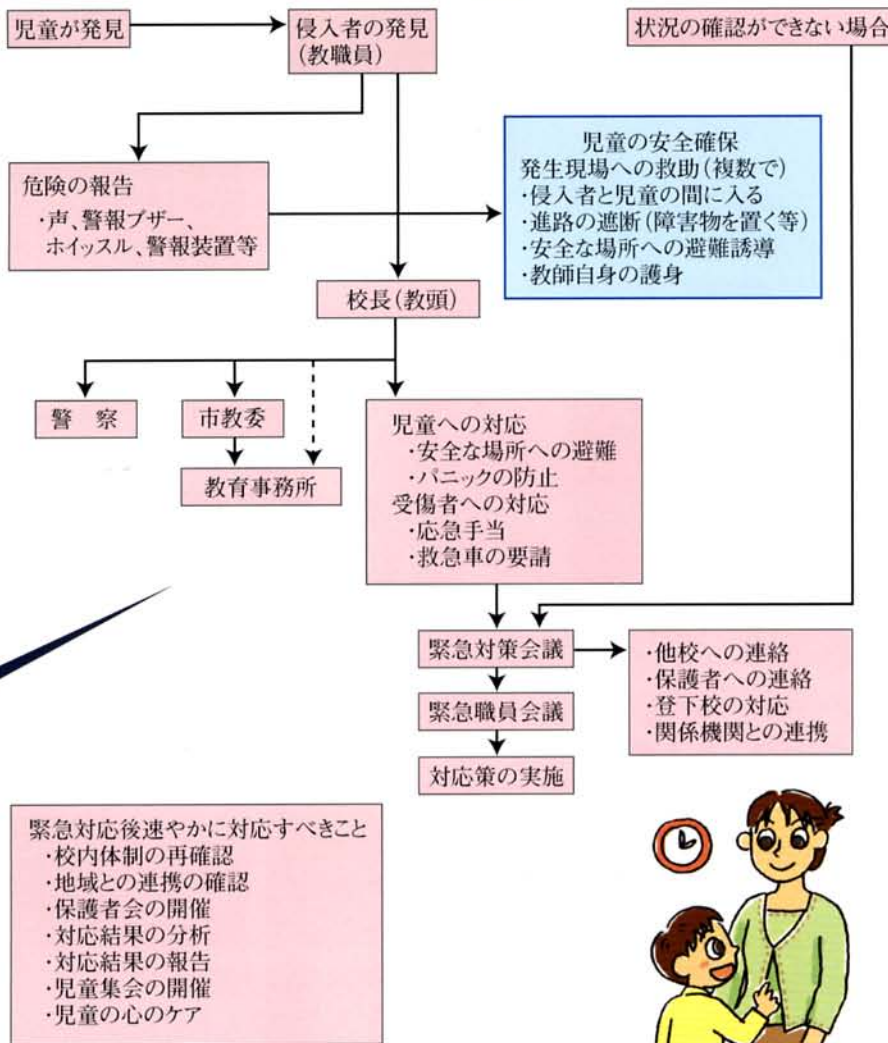 児童が発見
侵入者の発見
(教職員)
状況の確認ができない場合
危険の報告
・声、警報ブザー、
ホイッスル、警報装置等
児童の安全確保
発生現場への救助(複数で)
・侵入者と児童の間に入る
・進路の遮断(障害物を置く等)
・安全な場所への避難誘導
・教師自身の護身
校長(教頭)
警 察
市教委
教育事務所
児童への対応
・安全な場所への避難
・パニックの防止
受傷者への対応
・応急手当
・救急車の要請
緊急対策会議
・他校への連絡
・保護者への連絡
・登下校の対応
・関係機関との連携
緊急職員会議
対応策の実施
緊急対応後速やかに対応すべきこと
・校内体制の再確認
・地域との連携の確認
・保護者会の開催
・対応結果の分析
・対応結果の報告
・児童集会の開催
・児童の心のケア